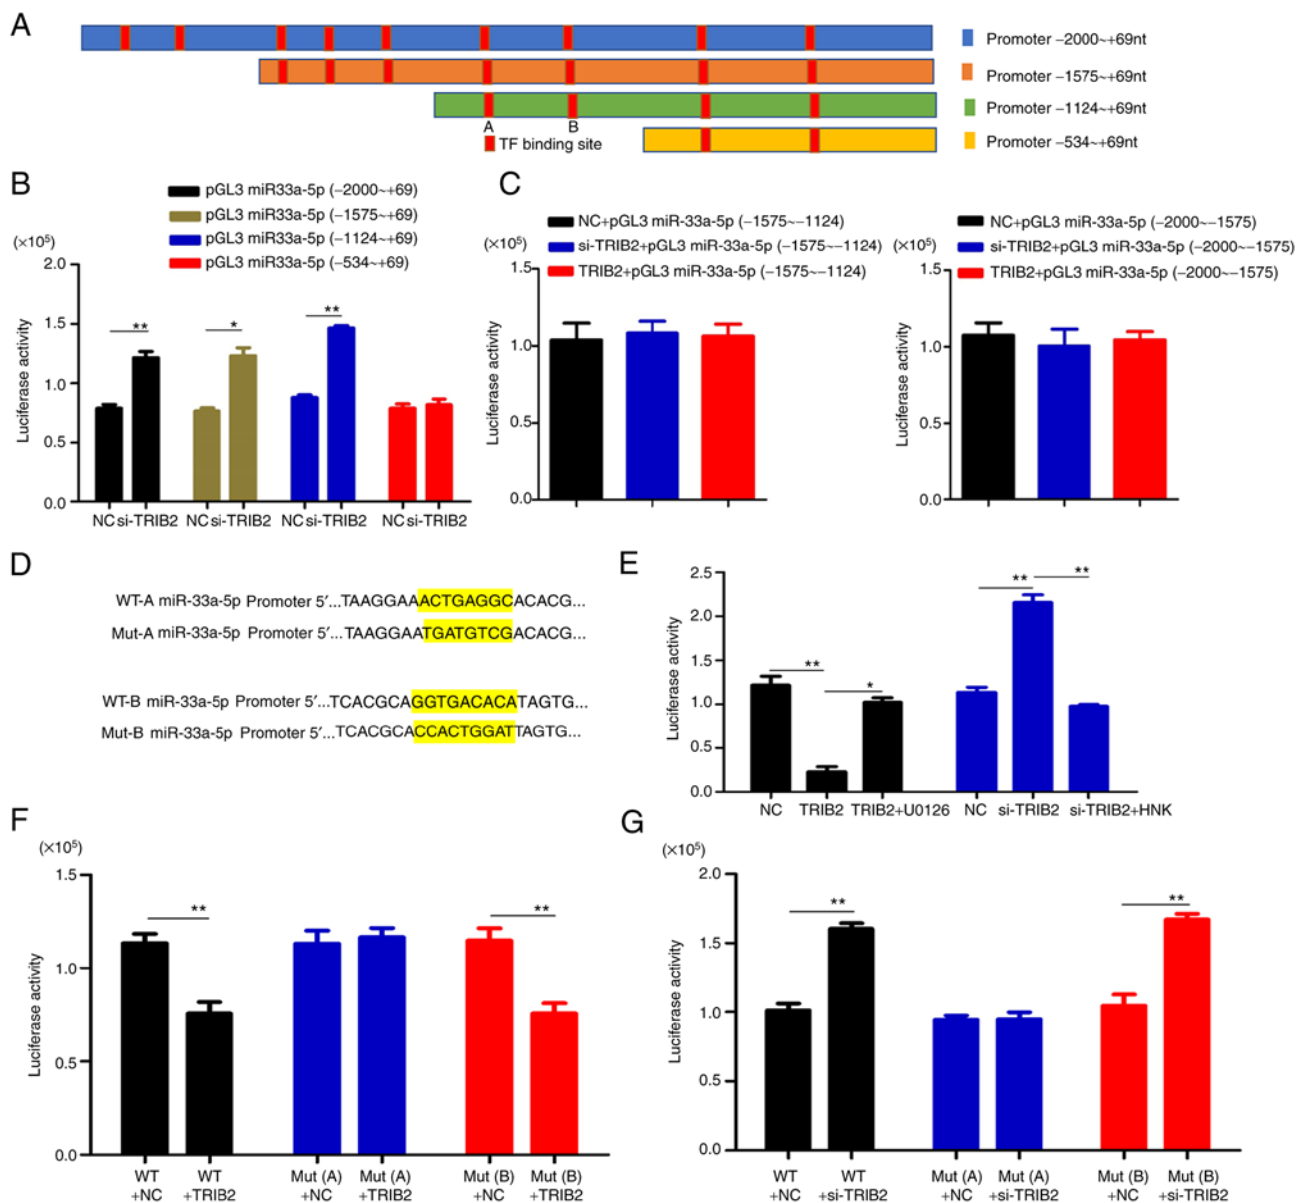 A
Promoter −2000~+69nt
Promoter −1575~+69nt
Promoter −1124~+69nt
Promoter −534~+69nt
A B
TF binding site
B
pGL3 miR33a-5p (−2000~+69)
pGL3 miR33a-5p (−1575~+69)
pGL3 miR33a-5p (−1124~+69)
pGL3 miR33a-5p (−534~+69)
(×10⁵)
Luciferase activity
2.0
1.5
1.0
0.5
0.0
** * **
NC si-TRIB2 NC si-TRIB2 NC si-TRIB2 NC si-TRIB2
C
NC+pGL3 miR-33a-5p (−1575~−1124)
si-TRIB2+pGL3 miR-33a-5p (−1575~−1124)
TRIB2+pGL3 miR-33a-5p (−1575~−1124)
(×10⁵)
Luciferase activity
1.5
1.0
0.5
0.0
NC+pGL3 miR-33a-5p (−2000~−1575)
si-TRIB2+pGL3 miR-33a-5p (−2000~−1575)
TRIB2+pGL3 miR-33a-5p (−2000~−1575)
(×10⁵)
Luciferase activity
1.5
1.0
0.5
0.0
D
WT-A miR-33a-5p Promoter 5′...TAAGGAAACTGAGGCACACG...
Mut-A miR-33a-5p Promoter 5′...TAAGGAATGATGTCGACACG...
WT-B miR-33a-5p Promoter 5′...TCACGCAGGTGACACATAGTG...
Mut-B miR-33a-5p Promoter 5′...TCACGCACCACTGGATTAGTG...
E
Luciferase activity
2.5
2.0
1.5
1.0
0.5
0.0
** * ** **
NC TRIB2 TRIB2+U0126 NC si-TRIB2 si-TRIB2+HNK
F
(×10⁵)
Luciferase activity
1.5
1.0
0.5
0.0
** **
WT WT Mut (A) Mut (A) Mut (B) Mut (B)
+NC +TRIB2 +NC +TRIB2 +NC +TRIB2
G
(×10⁵)
Luciferase activity
2.0
1.5
1.0
0.5
0.0
** **
WT WT Mut (A) Mut (A) Mut (B) Mut (B)
+NC +si-TRIB2 +NC +si-TRIB2 +NC +si-TRIB2